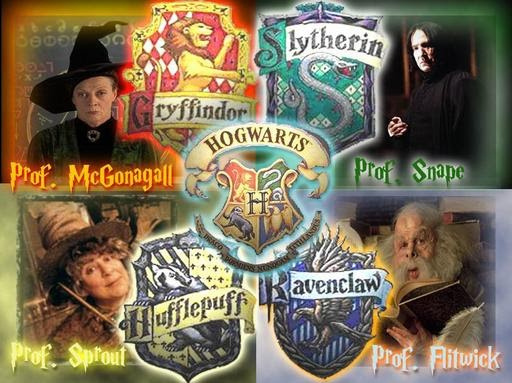 Gryffindor
Slytherin
Prof. McGonagall
Prof. Snape
HOGWARTS
H
Hufflepuff
Ravenclaw
Prof. Sprout
Prof. Flitwick